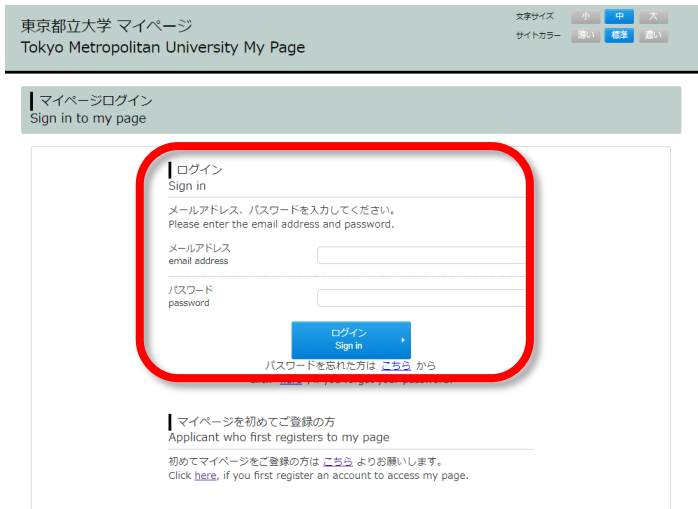 東京都立大学 マイページ
Tokyo Metropolitan University My Page
文字サイズ 小 中 大
サイトカラー 薄い 標準 濃い
マイページログイン
Sign in to my page
ログイン
Sign in
メールアドレス、パスワードを入力してください。
Please enter the email address and password.
メールアドレス
email address
パスワード
password
ログイン
Sign in
パスワードを忘れた方は こちら から
マイページを初めてご登録の方
Applicant who first registers to my page
初めてマイページをご登録の方は こちら よりお願いします。
Click here, if you first register an account to access my page.